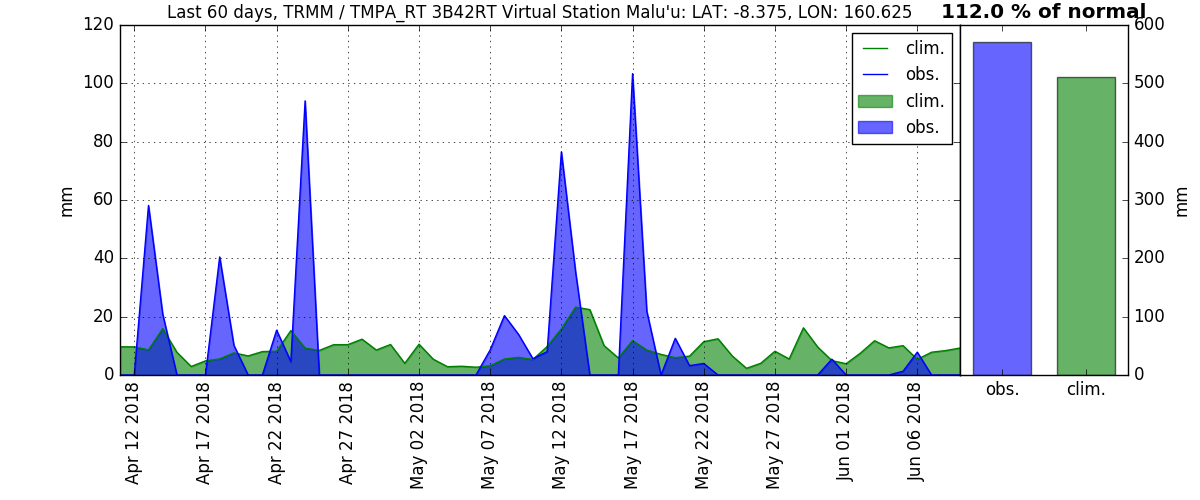 Last 60 days, TRMM / TMPA_RT 3B42RT Virtual Station Malu'u: LAT: -8.375, LON: 160.625
112.0 % of normal
120
100
80
60
40
20
0
mm
clim.
obs.
clim.
obs.
600
500
400
300
200
100
0
mm
Apr 12 2018
Apr 17 2018
Apr 22 2018
Apr 27 2018
May 02 2018
May 07 2018
May 12 2018
May 17 2018
May 22 2018
May 27 2018
Jun 01 2018
Jun 06 2018
obs.
clim.